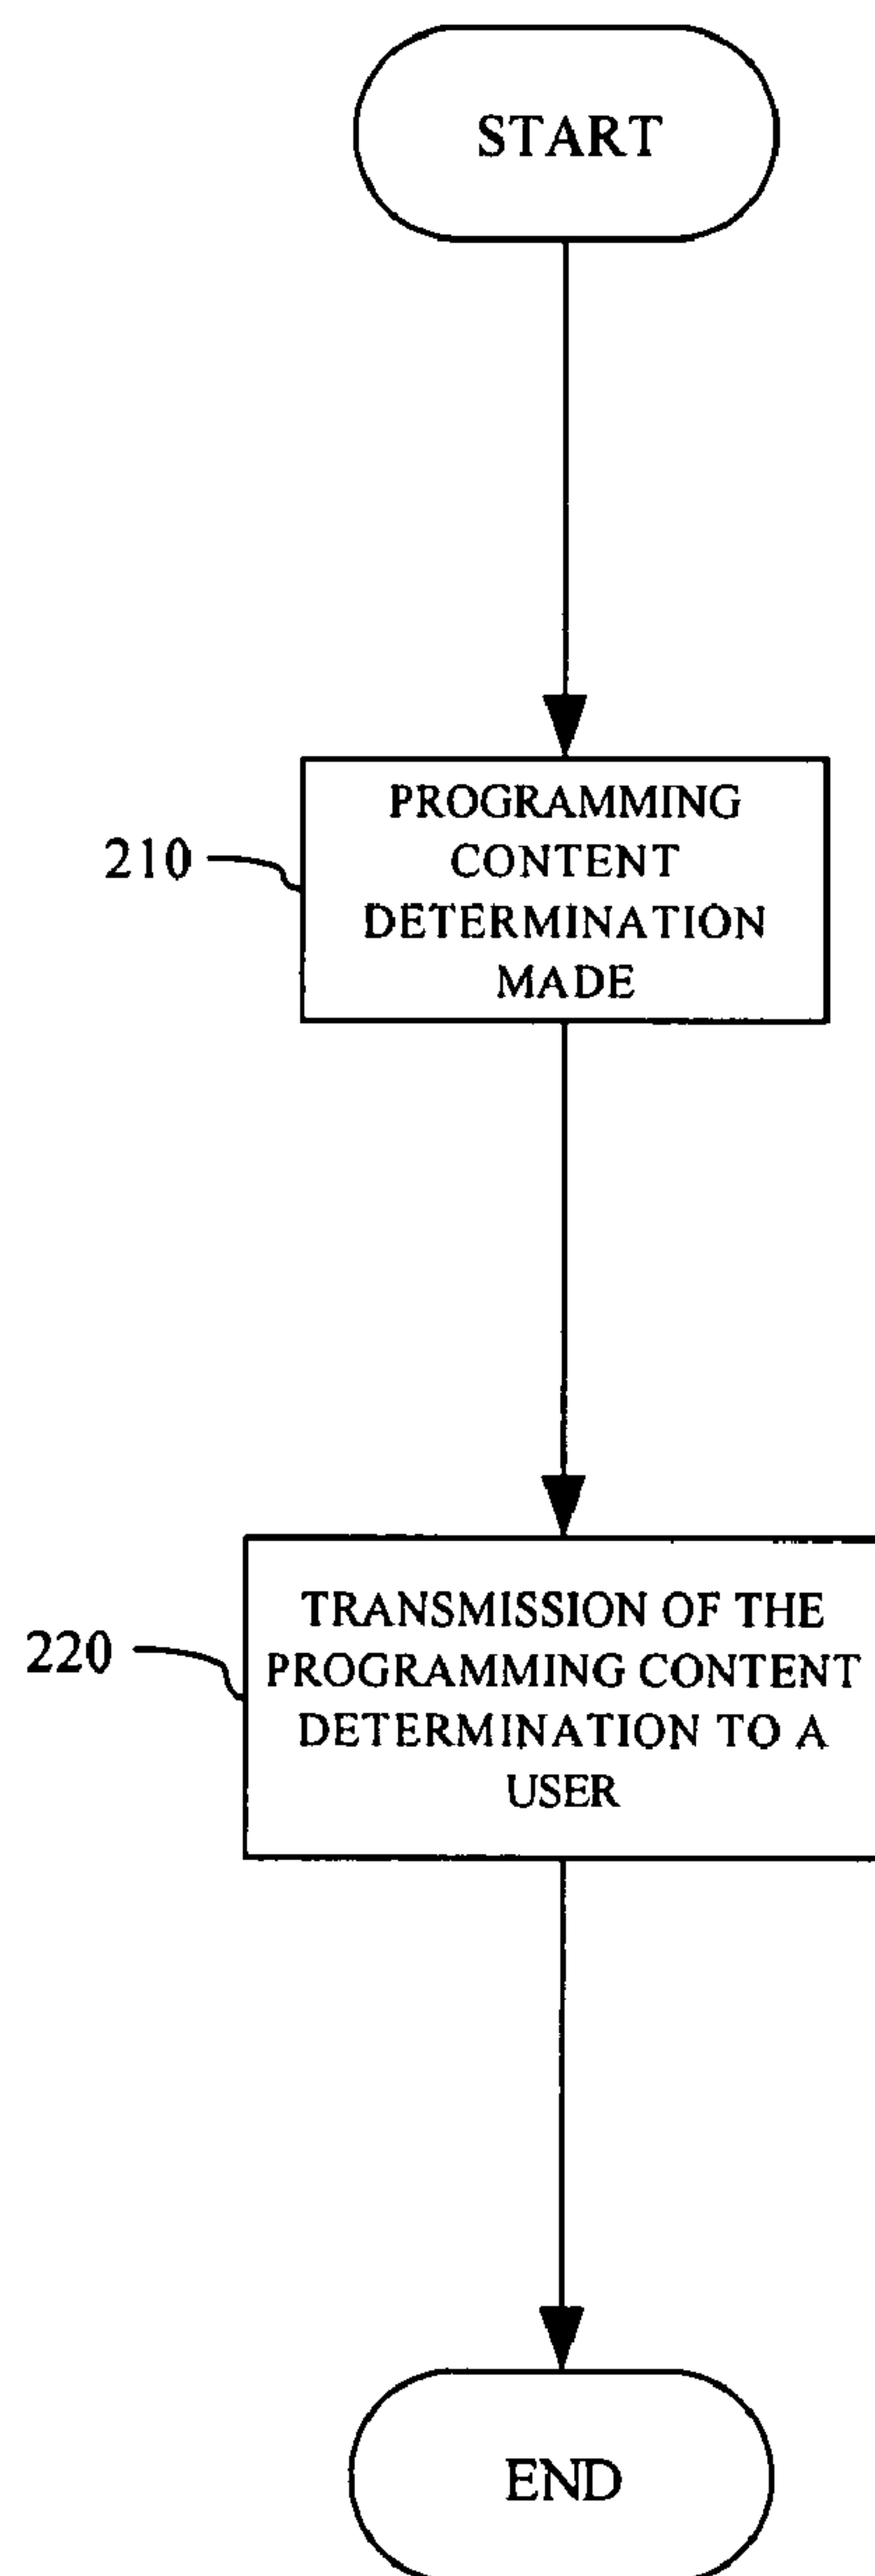 START
210
PROGRAMMING
CONTENT
DETERMINATION
MADE
220
TRANSMISSION OF THE
PROGRAMMING CONTENT
DETERMINATION TO A
USER
END